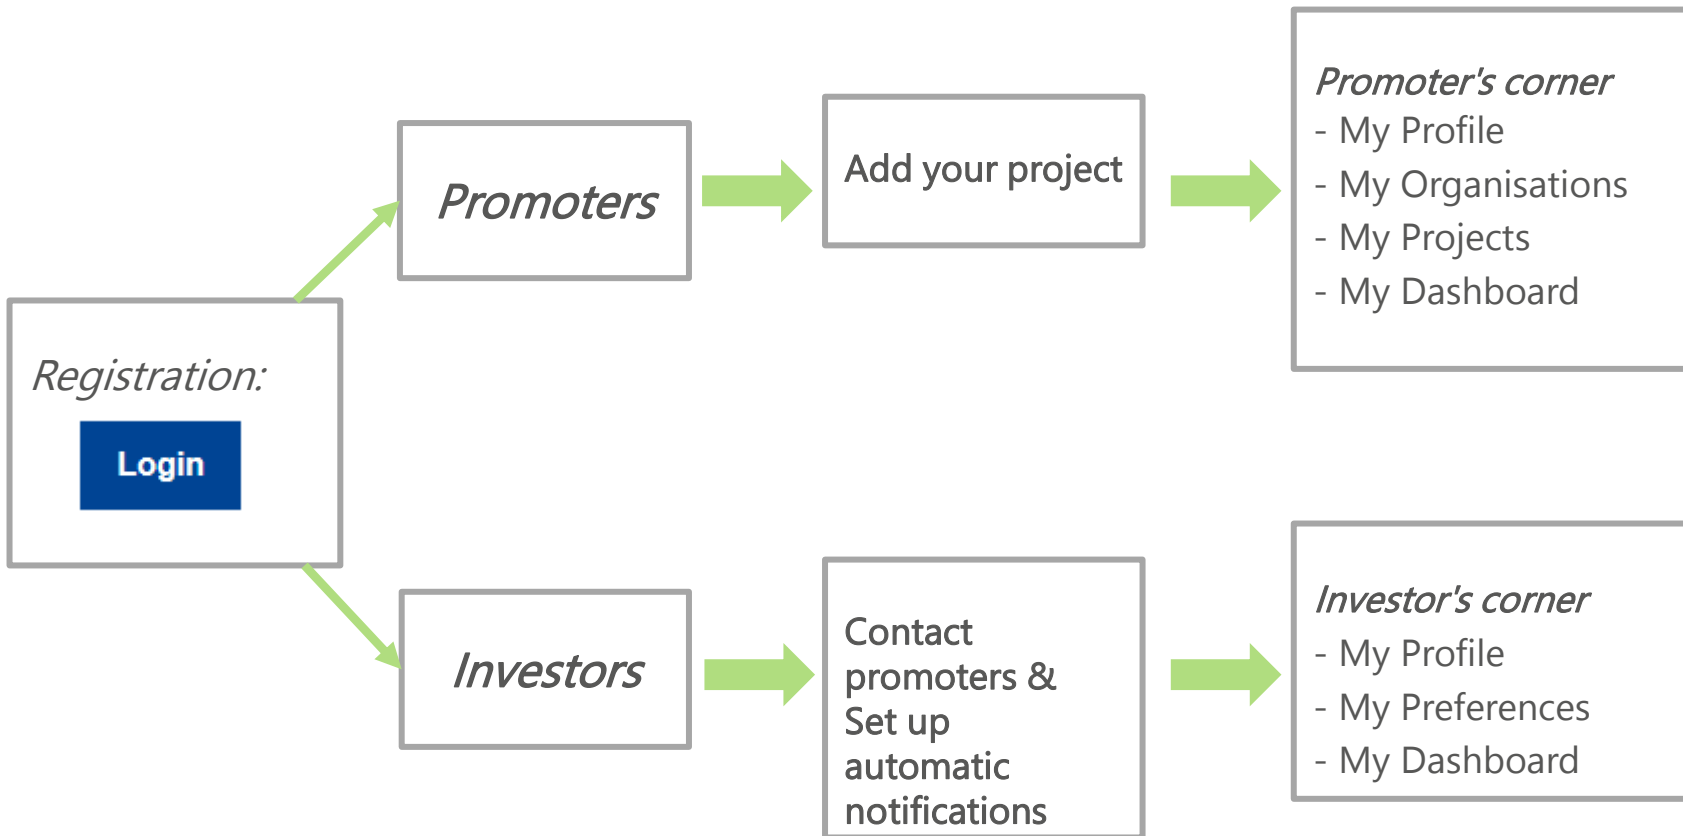 Registration:
Login
Promoters
Add your project
Promoter's corner
- My Profile
- My Organisations
- My Projects
- My Dashboard
Investors
Contact
promoters &
Set up
automatic
notifications
Investor's corner
- My Profile
- My Preferences
- My Dashboard